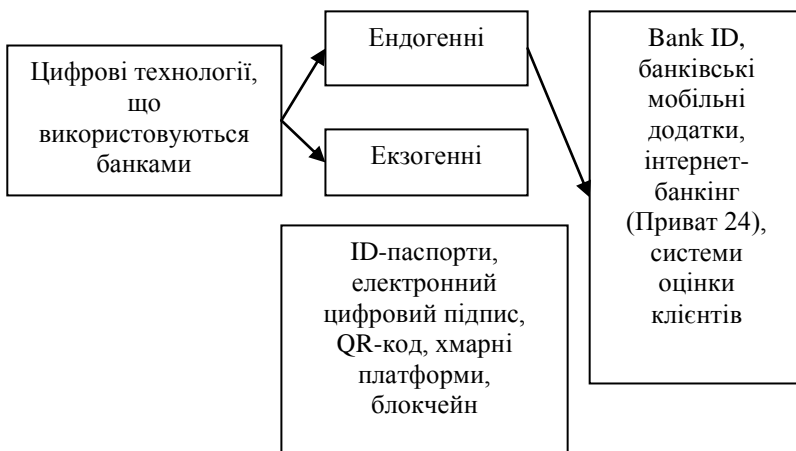 Цифрові технології,
що
використовуються
банками
Ендогенні
Екзогенні
Bank ID,
банківські
мобільні
додатки,
інтернет-
банкінг
(Приват 24),
системи
оцінки
клієнтів
ID-паспорти,
електронний
цифровий підпис,
QR-код, хмарні
платформи,
блокчейн